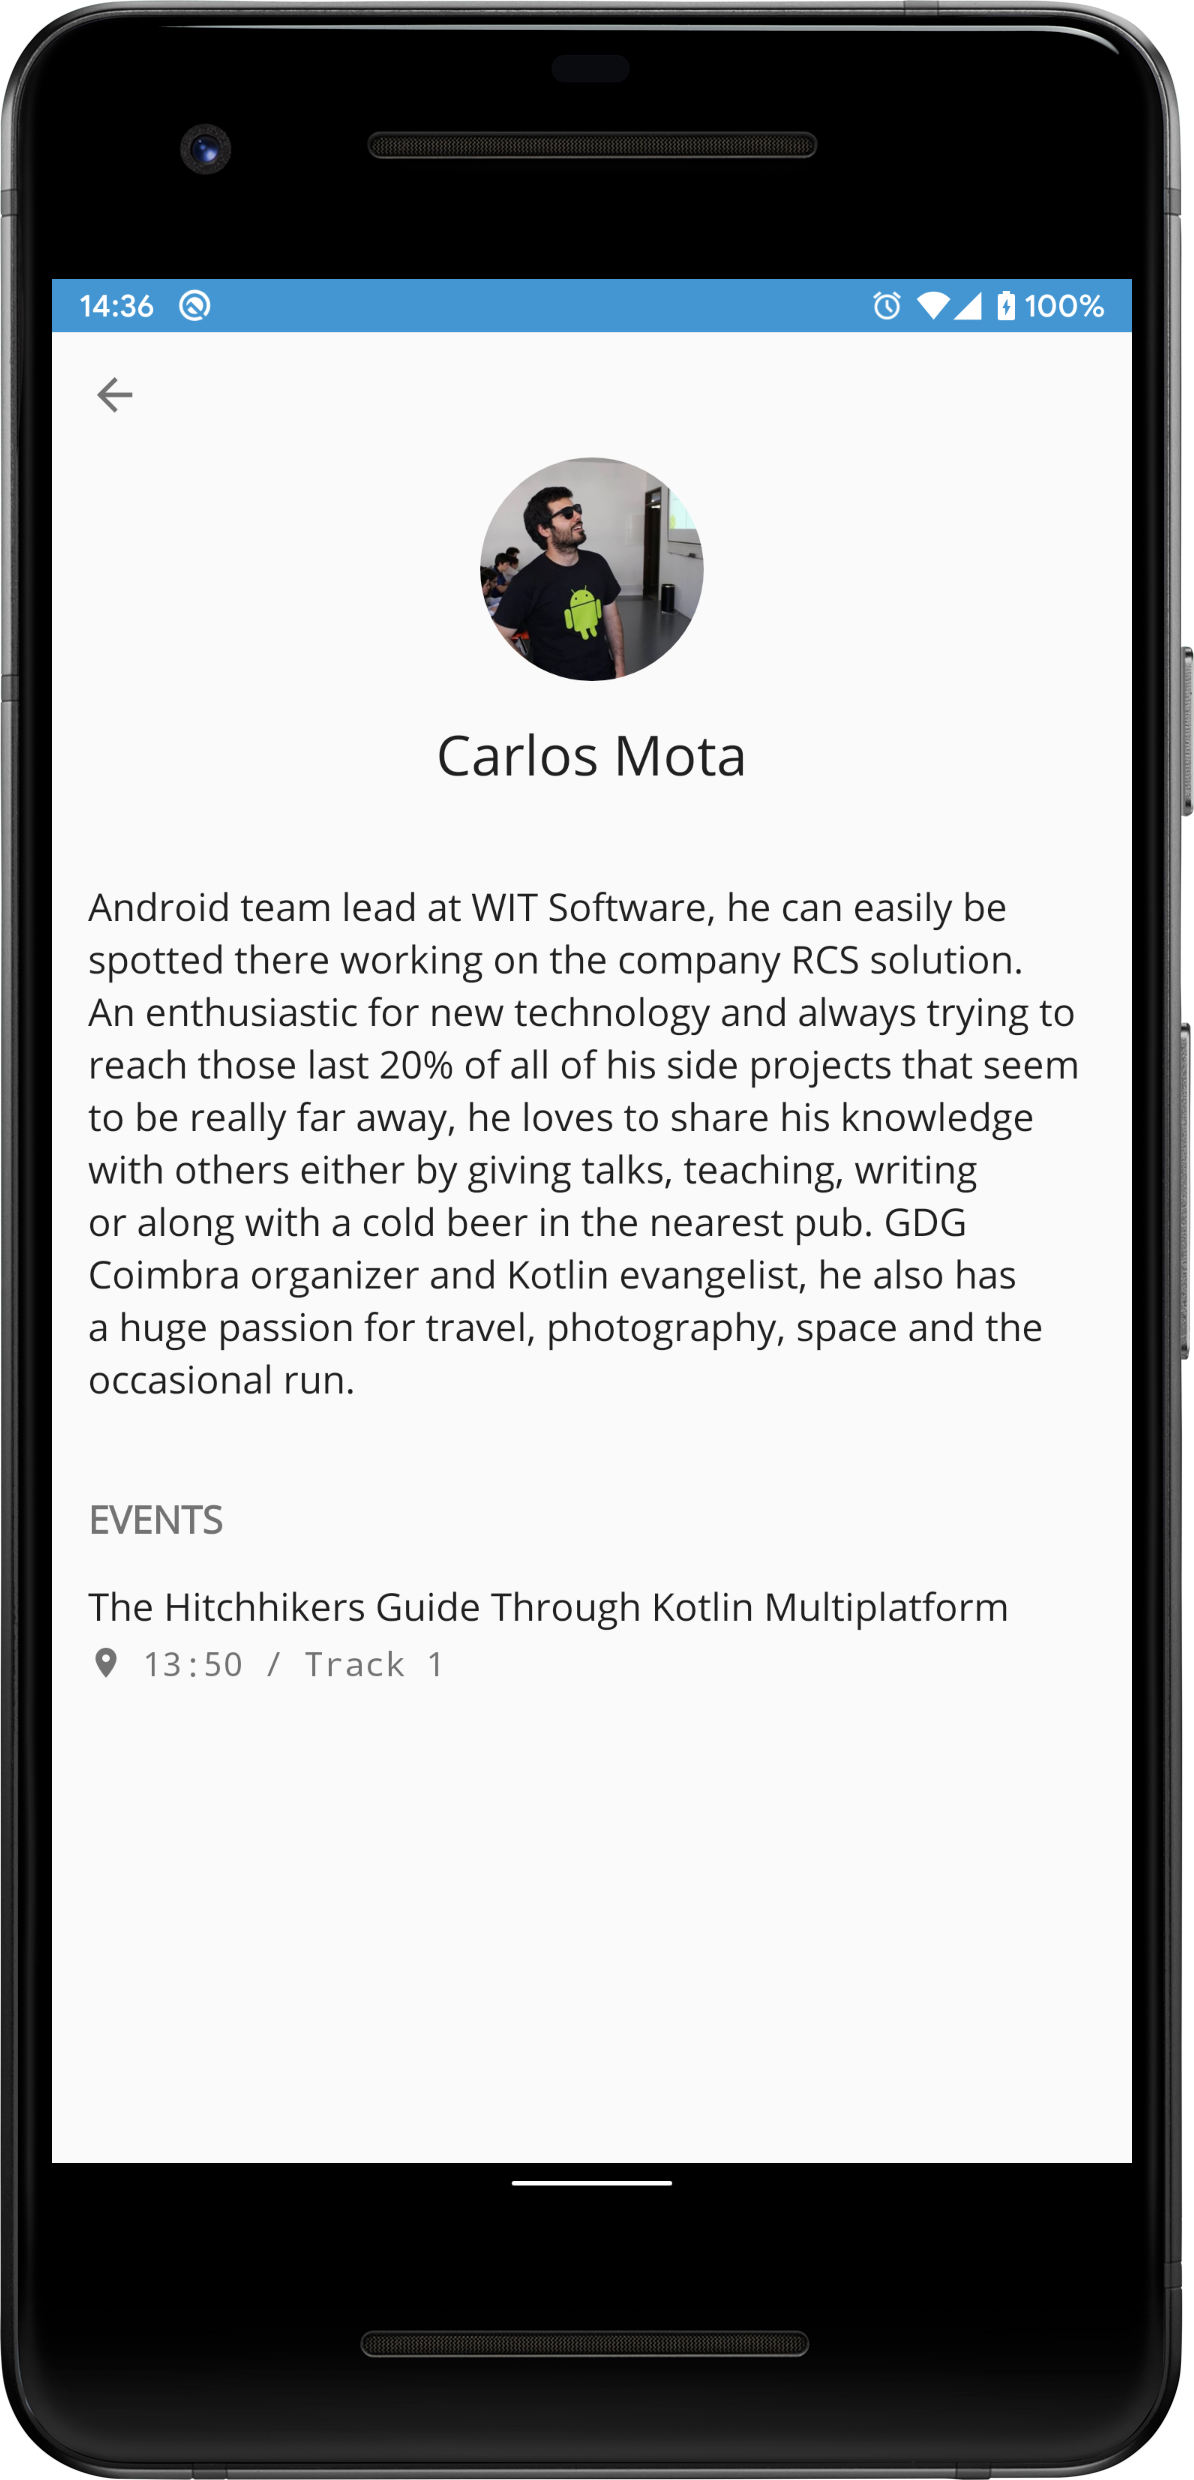 14:36 100%
Carlos Mota
Android team lead at WIT Software, he can easily be
spotted there working on the company RCS solution.
An enthusiastic for new technology and always trying to
reach those last 20% of all of his side projects that seem
to be really far away, he loves to share his knowledge
with others either by giving talks, teaching, writing
or along with a cold beer in the nearest pub. GDG
Coimbra organizer and Kotlin evangelist, he also has
a huge passion for travel, photography, space and the
occasional run.
EVENTS
The Hitchhikers Guide Through Kotlin Multiplatform
13:50 / Track 1